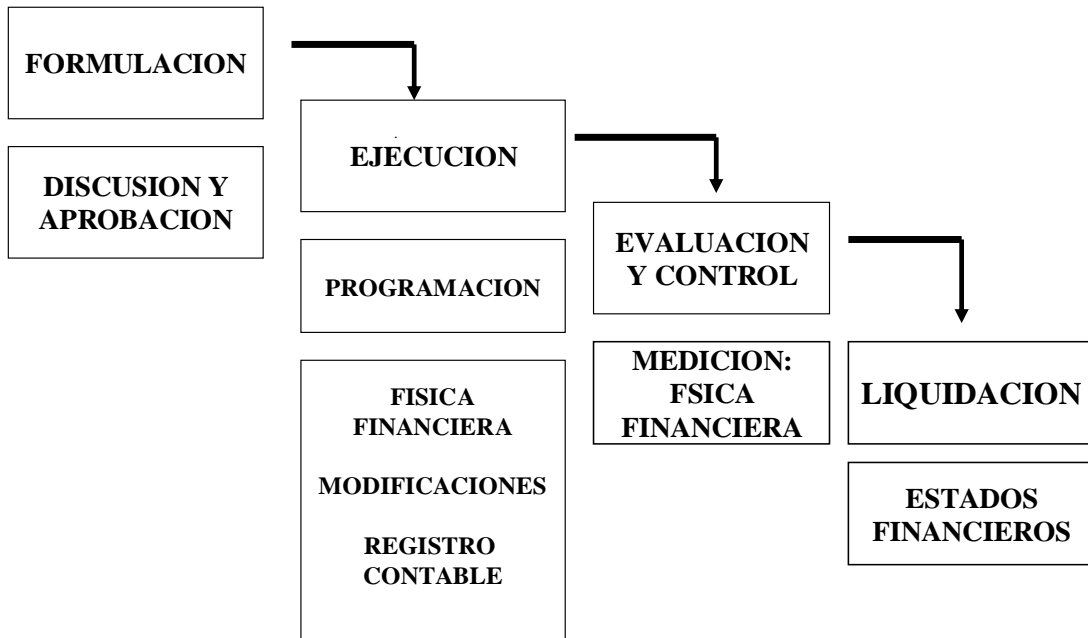 FORMULACION
DISCUSION Y
APROBACION
EJECUCION
PROGRAMACION
FISICA
FINANCIERA
MODIFICACIONES
REGISTRO
CONTABLE
EVALUACION
Y CONTROL
MEDICION:
FSICA
FINANCIERA
LIQUIDACION
ESTADOS
FINANCIEROS